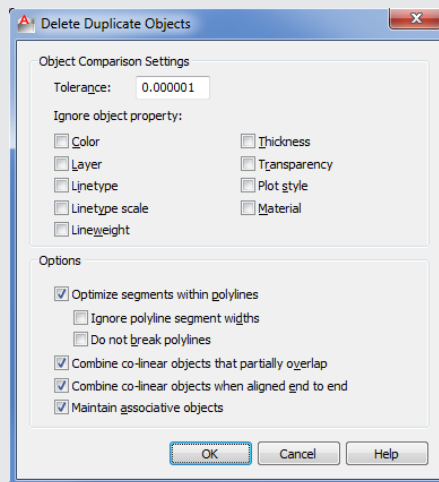 Delete Duplicate Objects
Object Comparison Settings
Tolerance: 0.000001
Ignore object property:
Color
Thickness
Layer
Transparency
Linetype
Plot style
Linetype scale
Material
Lineweight
Options
Optimize segments within polylines
Ignore polyline segment widths
Do not break polylines
Combine co-linear objects that partially overlap
Combine co-linear objects when aligned end to end
Maintain associative objects
OK Cancel Help